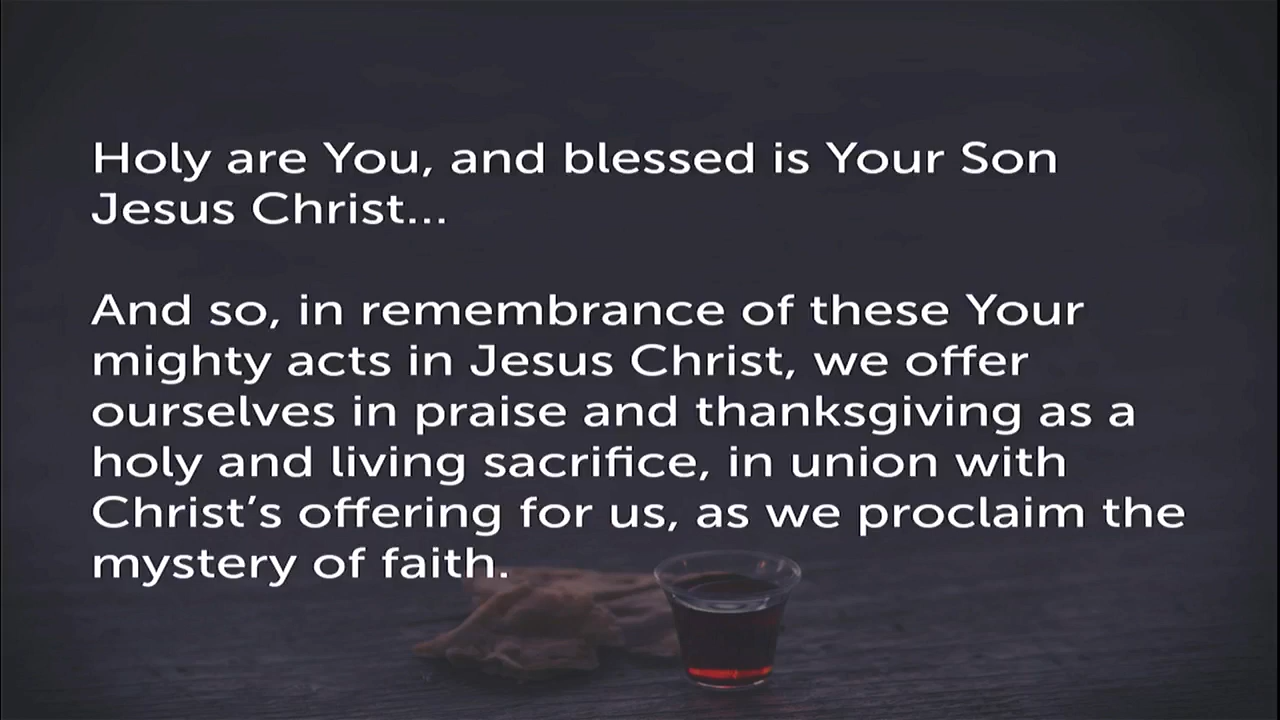 Holy are You, and blessed is Your Son
Jesus Christ...
And so, in remembrance of these Your
mighty acts in Jesus Christ, we offer
ourselves in praise and thanksgiving as a
holy and living sacrifice, in union with
Christ’s offering for us, as we proclaim the
mystery of faith.